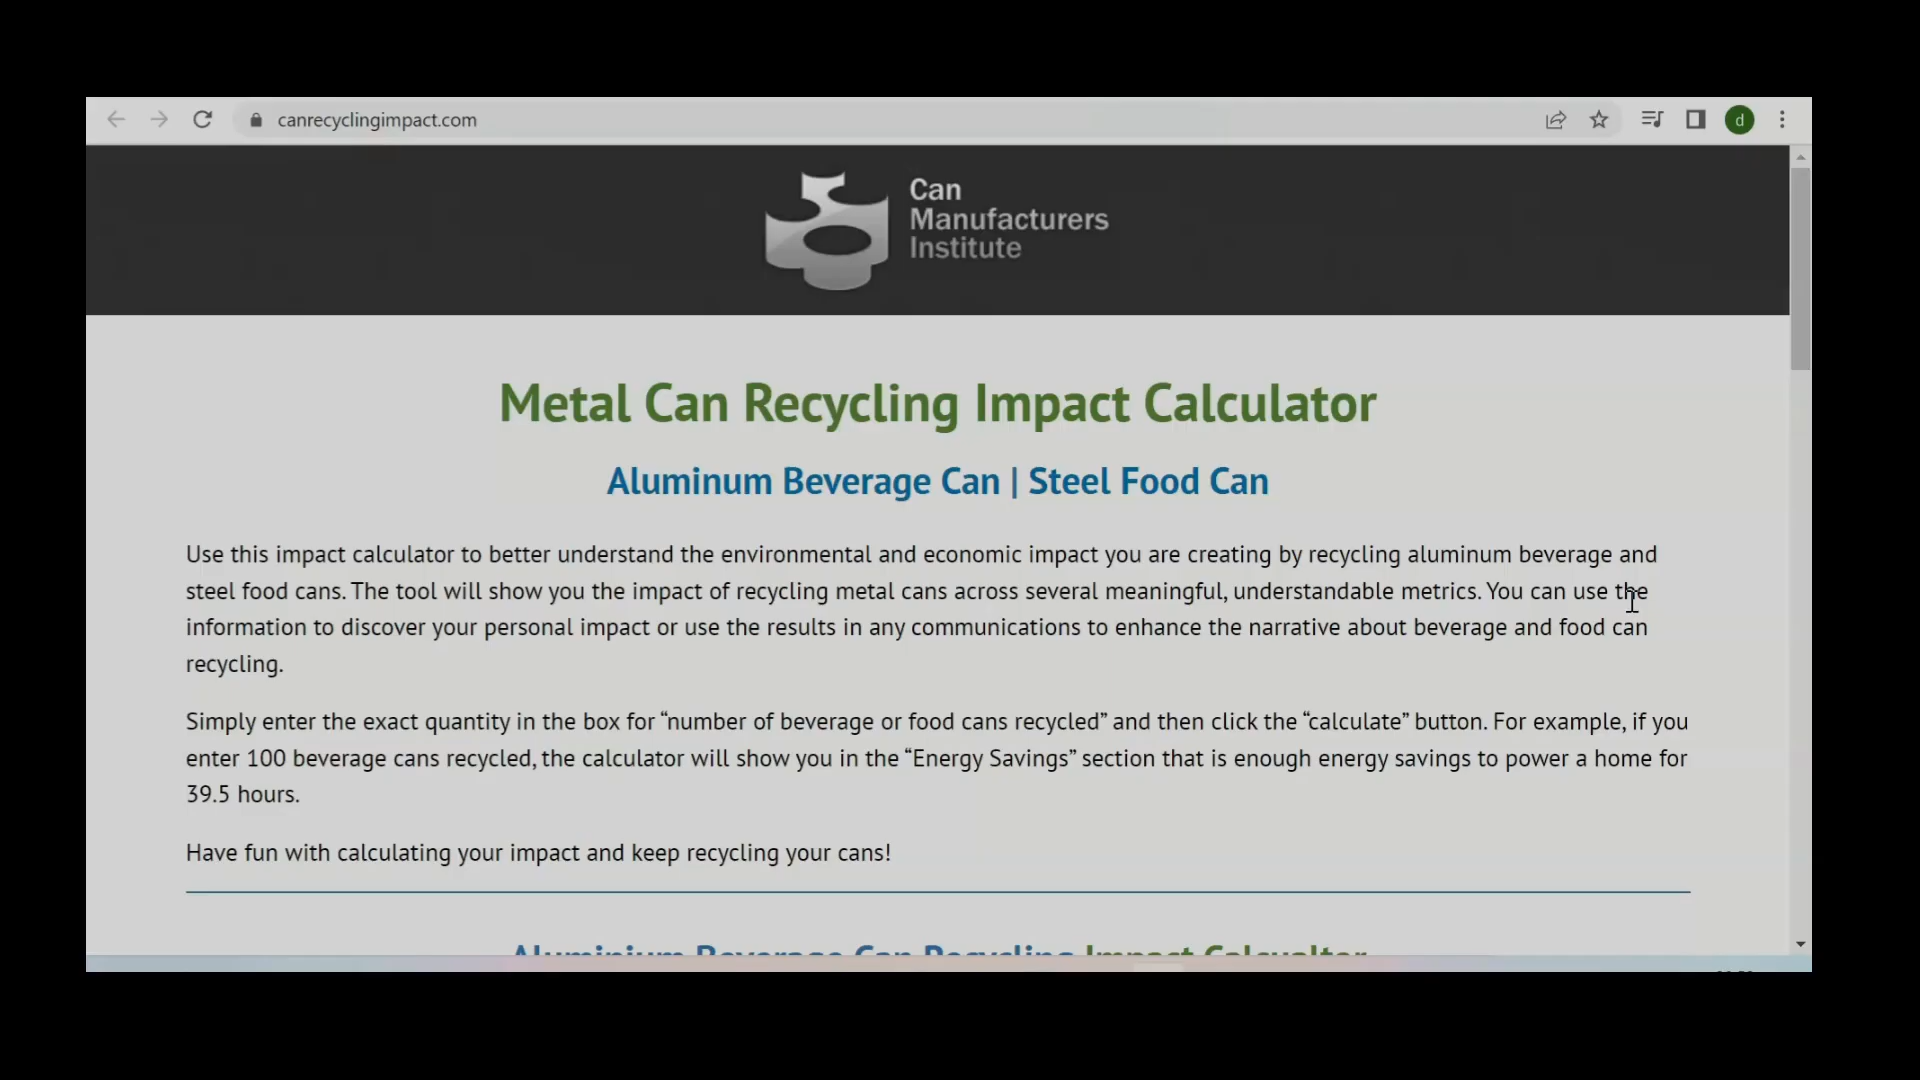 canrecyclingimpact.com
d
Can
Manufacturers
Institute
Metal Can Recycling Impact Calculator
Aluminum Beverage Can | Steel Food Can
Use this impact calculator to better understand the environmental and economic impact you are creating by recycling aluminum beverage and
steel food cans. The tool will show you the impact of recycling metal cans across several meaningful, understandable metrics. You can use the
information to discover your personal impact or use the results in any communications to enhance the narrative about beverage and food can
recycling.
Simply enter the exact quantity in the box for “number of beverage or food cans recycled” and then click the “calculate” button. For example, if you
enter 100 beverage cans recycled, the calculator will show you in the “Energy Savings” section that is enough energy savings to power a home for
39.5 hours.
Have fun with calculating your impact and keep recycling your cans!
Aluminium Beverage Can Recycling Impact Calcualtor